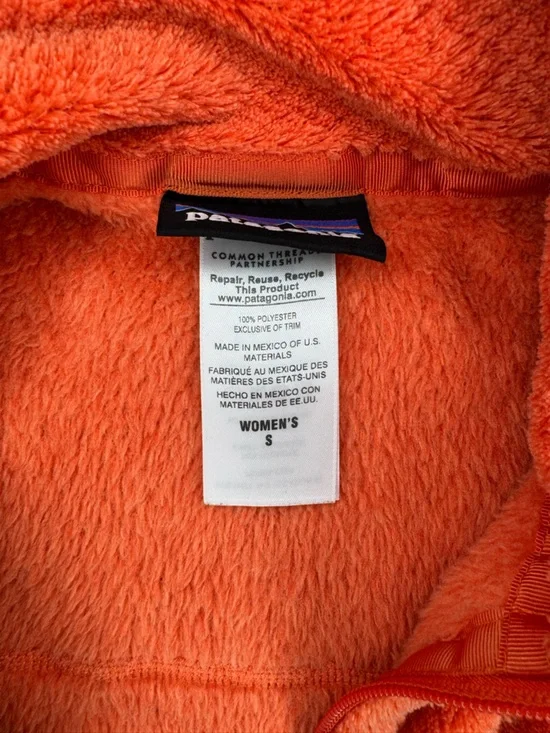 patagonia
COMMON THREADS
PARTNERSHIP
Repair, Reuse, Recycle
This Product
www.patagonia.com
100% POLYESTER
EXCLUSIVE OF TRIM
MADE IN MEXICO OF U.S.
MATERIALS
FABRIQUÉ AU MEXIQUE DES
MATIÈRES DES ETATS-UNIS
HECHO EN MEXICO CON
MATERIALES DE EE.UU.
WOMEN'S
S